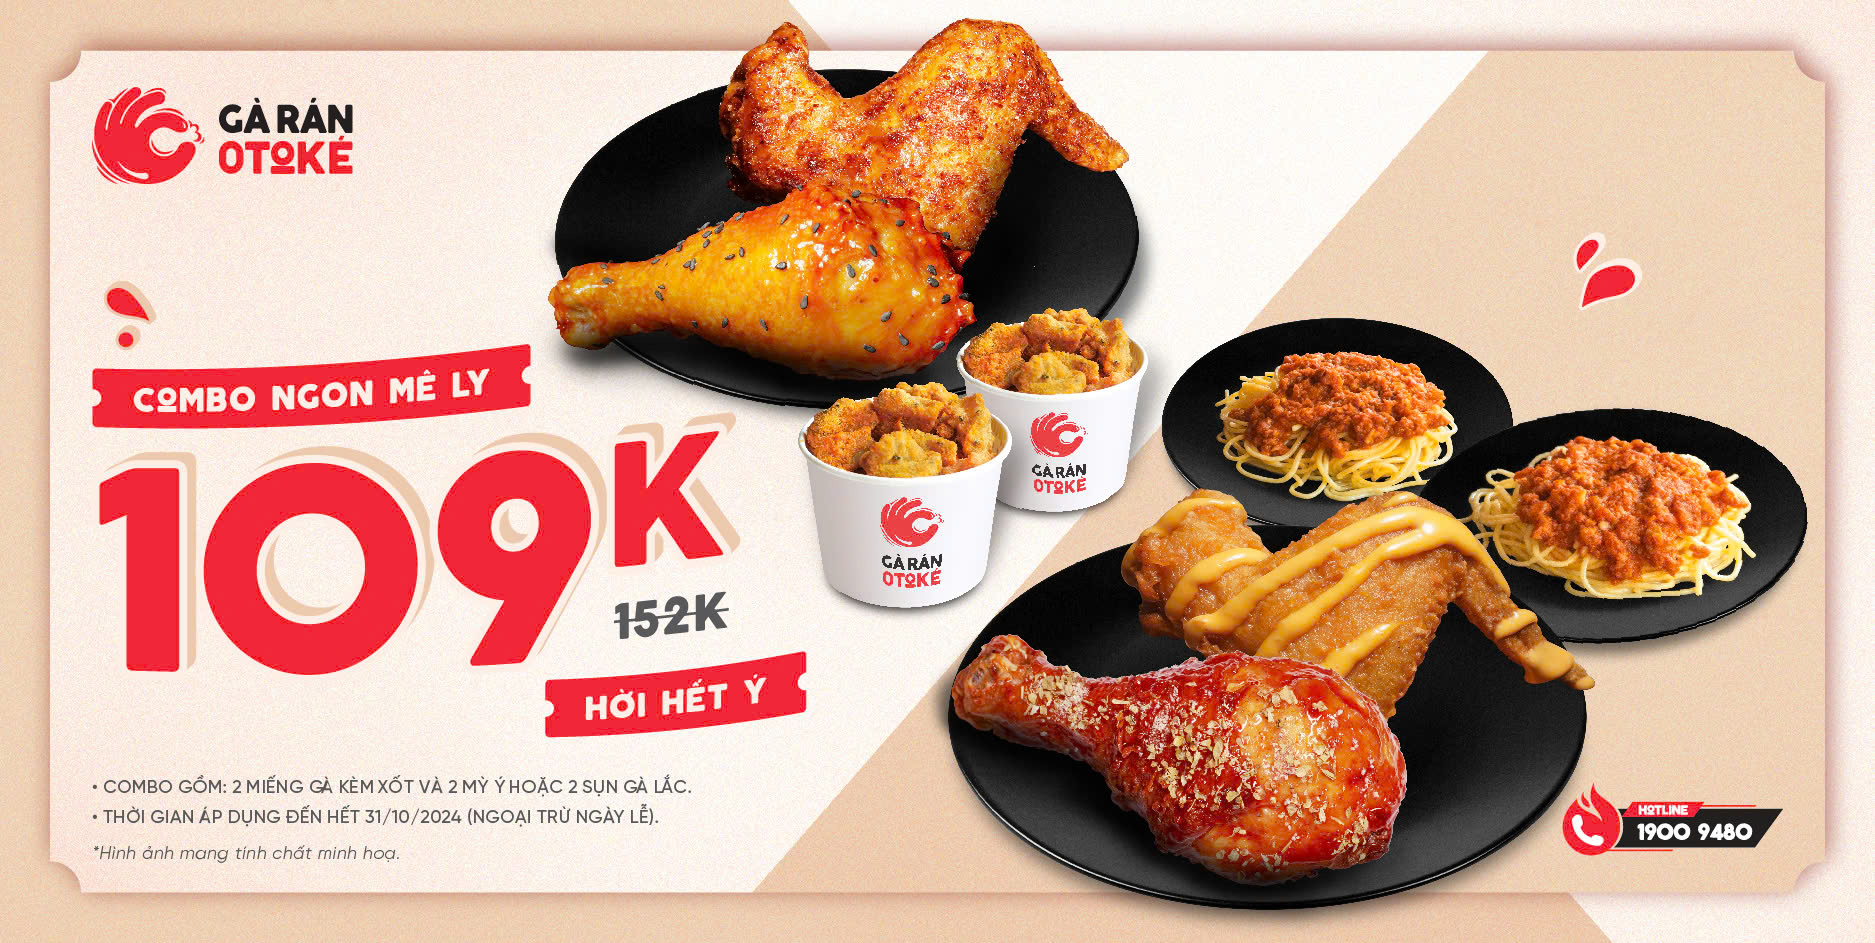 GÀ RÁN
OTOKÉ
COMBO NGON MÊ LY
109K
152K
HỜI HẾT Ý
• COMBO GỒM: 2 MIẾNG GÀ KÈM XỐT VÀ 2 MỲ Ý HOẶC 2 SỤN GÀ LẮC.
• THỜI GIAN ÁP DỤNG ĐẾN HẾT 31/10/2024 (NGOẠI TRỪ NGÀY LỄ).
*Hình ảnh mang tính chất minh hoạ.
GÀ RÁN
OTOKÉ
GÀ RÁN
OTOKÉ
HOTLINE
1900 9480